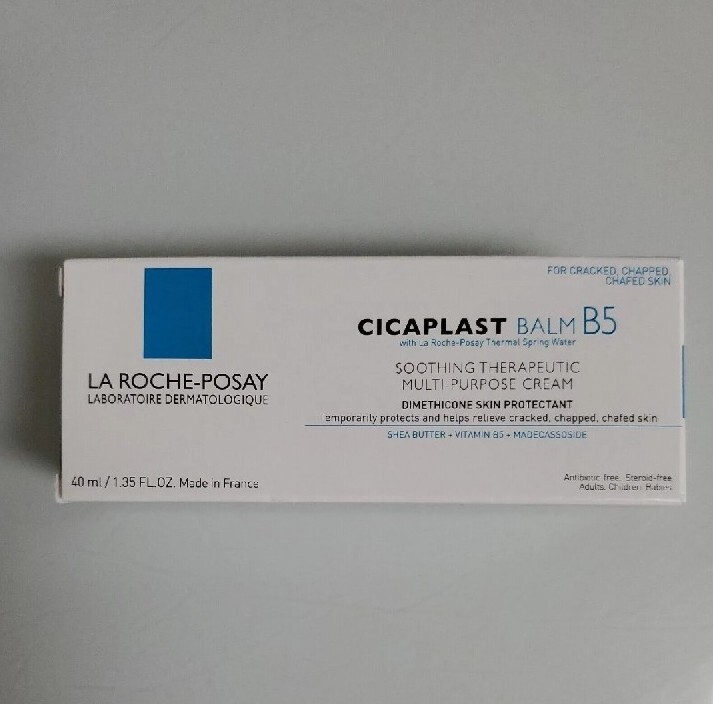 LA ROCHE-POSAY
LABORATOIRE DERMATOLOGIQUE
40 ml / 1.35 FL.OZ. Made in France
FOR CRACKED, CHAPPED,
CHAFED SKIN
CICAPLAST BALM B5
with La Roche-Posay Thermal Spring Water
SOOTHING THERAPEUTIC
MULTI PURPOSE CREAM
DIMETHICONE SKIN PROTECTANT
emporarily protects and helps relieve cracked, chapped, chafed skin
SHEA BUTTER + VITAMIN B5 + MADECASSOSIDE
Antibiotic-free, Steroid-free
Adults, Children, Babies